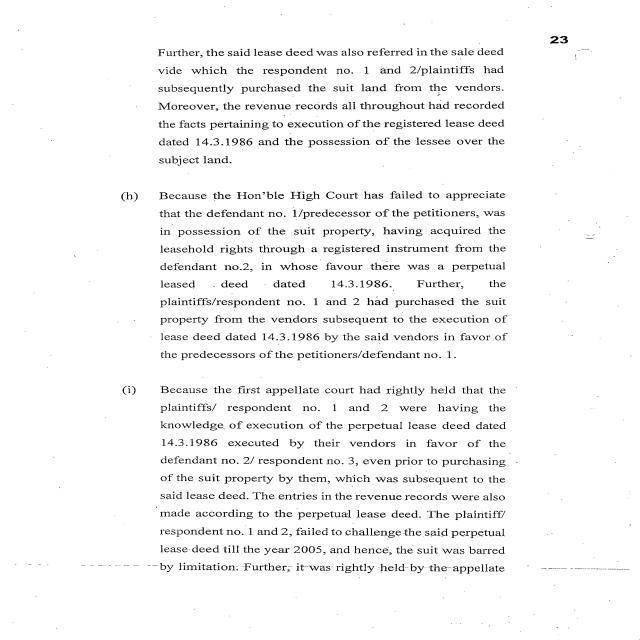 23
Further, the said lease deed was also referred in the sale deed
vide which the respondent no. 1 and 2/plaintiffs had
subsequently purchased the suit land from the vendors.
Moreover, the revenue records all throughout had recorded
the facts pertaining to execution of the registered lease deed
dated 14.3.1986 and the possession of the lessee over the
subject land.
(h) Because the Hon'ble High Court has failed to appreciate
that the defendant no. 1/predecessor of the petitioners, was
in possession of the suit property, having acquired the
leasehold rights through a registered instrument from the
defendant no.2, in whose favour there was a perpetual
leased deed dated 14.3.1986. Further, the
plaintiffs/respondent no. 1 and 2 had purchased the suit
property from the vendors subsequent to the execution of
lease deed dated 14.3.1986 by the said vendors in favor of
the predecessors of the petitioners/defendant no. 1.
(i) Because the first appellate court had rightly held that the
plaintiffs/ respondent no. 1 and 2 were having the
knowledge of execution of the perpetual lease deed dated
14.3.1986 executed by their vendors in favor of the
defendant no. 2/ respondent no. 3, even prior to purchasing
of the suit property by them, which was subsequent to the
said lease deed. The entries in the revenue records were also
made according to the perpetual lease deed. The plaintiff/
respondent no. 1 and 2, failed to challenge the said perpetual
lease deed till the year 2005, and hence, the suit was barred
by limitation. Further, it was rightly held by the appellate